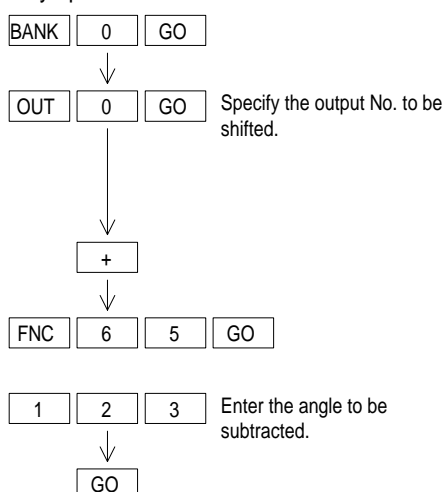 BANK 0 GO
OUT 0 GO Specify the output No. to be
shifted.
+
FNC 6 5 GO
1 2 3 Enter the angle to be
subtracted.
GO